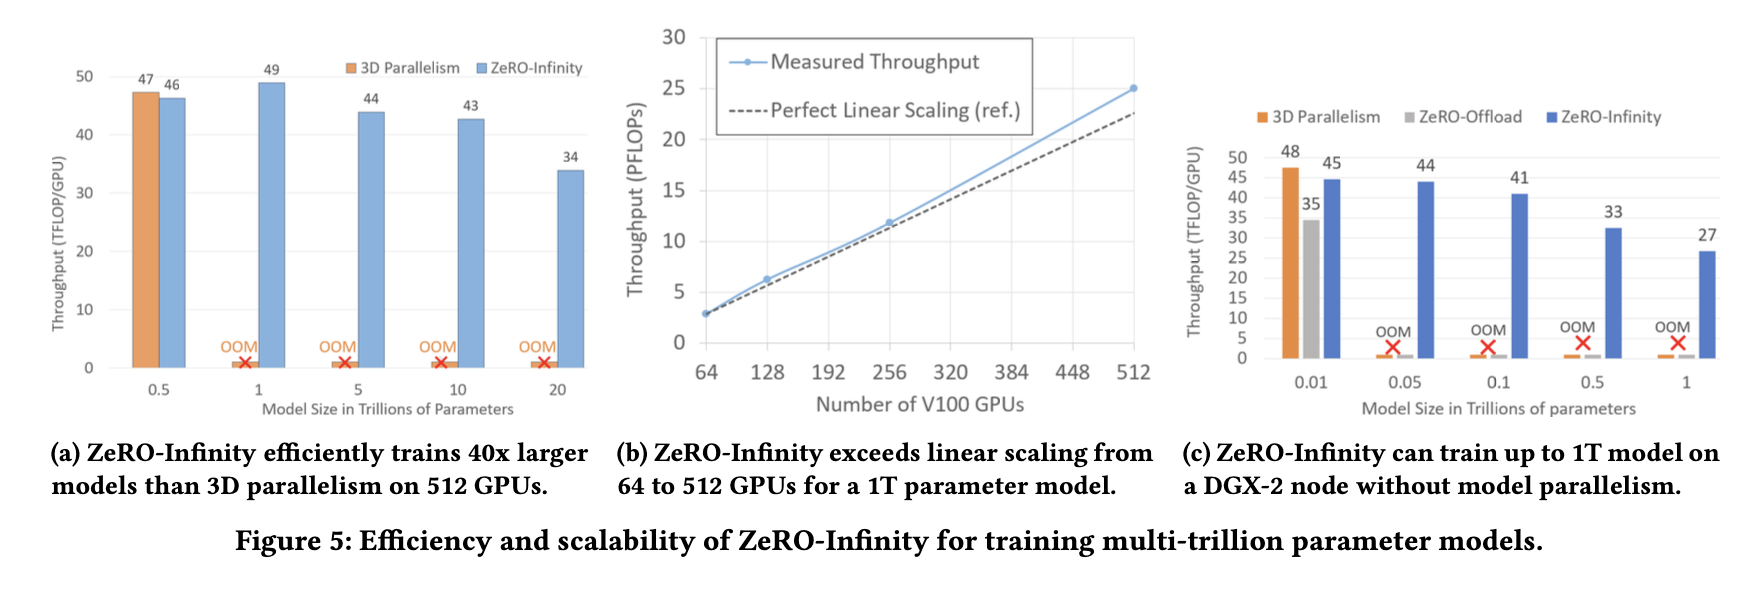 3D Parallelism
ZeRO-Infinity
Throughput (TFLOP/GPU)
50
40
30
20
10
0
47
46
49
44
43
34
OOM
OOM
OOM
OOM
0.5
1
5
10
20
Model Size in Trillions of Parameters
(a) ZeRO-Infinity efficiently trains 40x larger
models than 3D parallelism on 512 GPUs.
Measured Throughput
Perfect Linear Scaling (ref.)
Throughput (PFLOPs)
30
25
20
15
10
5
0
64
128
192
256
320
384
448
512
Number of V100 GPUs
(b) ZeRO-Infinity exceeds linear scaling from
64 to 512 GPUs for a 1T parameter model.
3D Parallelism
ZeRO-Offload
ZeRO-Infinity
Throughput (TFLOP/GPU)
50
45
40
35
30
25
20
15
10
5
0
48
35
45
44
41
33
27
OOM
OOM
OOM
OOM
0.01
0.05
0.1
0.5
1
Model Size in Trillions of parameters
(c) ZeRO-Infinity can train up to 1T model on
a DGX-2 node without model parallelism.
Figure 5: Efficiency and scalability of ZeRO-Infinity for training multi-trillion parameter models.